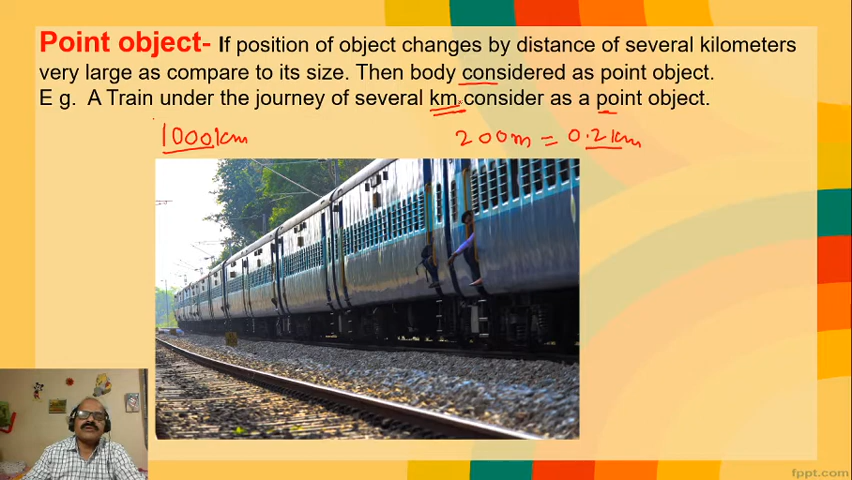 Point object- If position of object changes by distance of several kilometers
very large as compare to its size. Then body considered as point object.
E g. A Train under the journey of several km consider as a point object.
1000km 200m = 0.2km
fppt.com